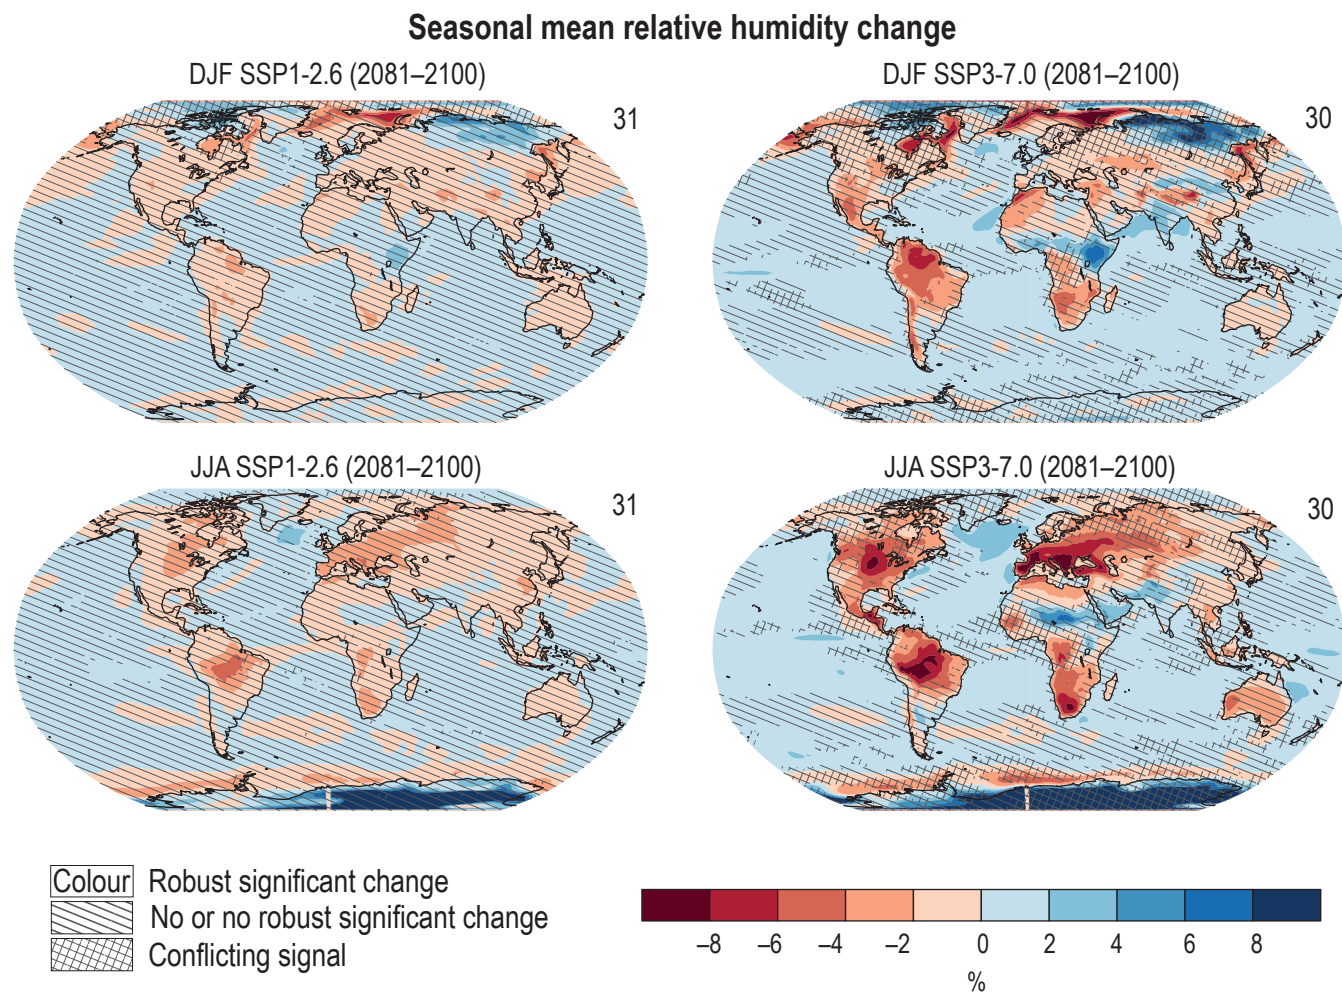 Seasonal mean relative humidity change
DJF SSP1-2.6 (2081–2100)
31
DJF SSP3-7.0 (2081–2100)
30
JJA SSP1-2.6 (2081–2100)
31
JJA SSP3-7.0 (2081–2100)
30
Colour Robust significant change
No or no robust significant change
Conflicting signal
–8 –6 –4 –2 0 2 4 6 8
%